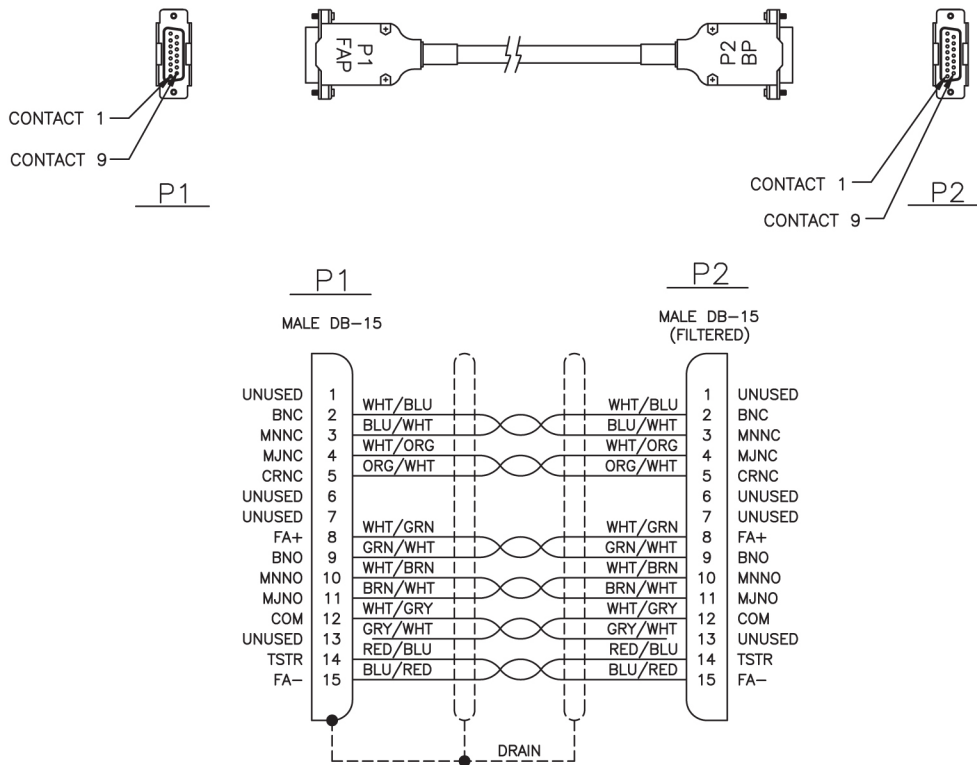 P1
FAP
P2
BP
CONTACT 1
CONTACT 9
P1
CONTACT 1
CONTACT 9
P2
P1
MALE DB-15
P2
MALE DB-15
(FILTERED)
UNUSED 1 1 UNUSED
BNC 2 WHT/BLU WHT/BLU 2 BNC
MNNC 3 BLU/WHT BLU/WHT 3 MNNC
MJNC 4 WHT/ORG WHT/ORG 4 MJNC
CRNC 5 ORG/WHT ORG/WHT 5 CRNC
UNUSED 6 6 UNUSED
UNUSED 7 7 UNUSED
FA+ 8 WHT/GRN WHT/GRN 8 FA+
BNO 9 GRN/WHT GRN/WHT 9 BNO
MNNO 10 WHT/BRN WHT/BRN 10 MNNO
MJNO 11 BRN/WHT BRN/WHT 11 MJNO
COM 12 WHT/GRY WHT/GRY 12 COM
UNUSED 13 GRY/WHT GRY/WHT 13 UNUSED
TSTR 14 RED/BLU RED/BLU 14 TSTR
FA- 15 BLU/RED BLU/RED 15 FA-
DRAIN